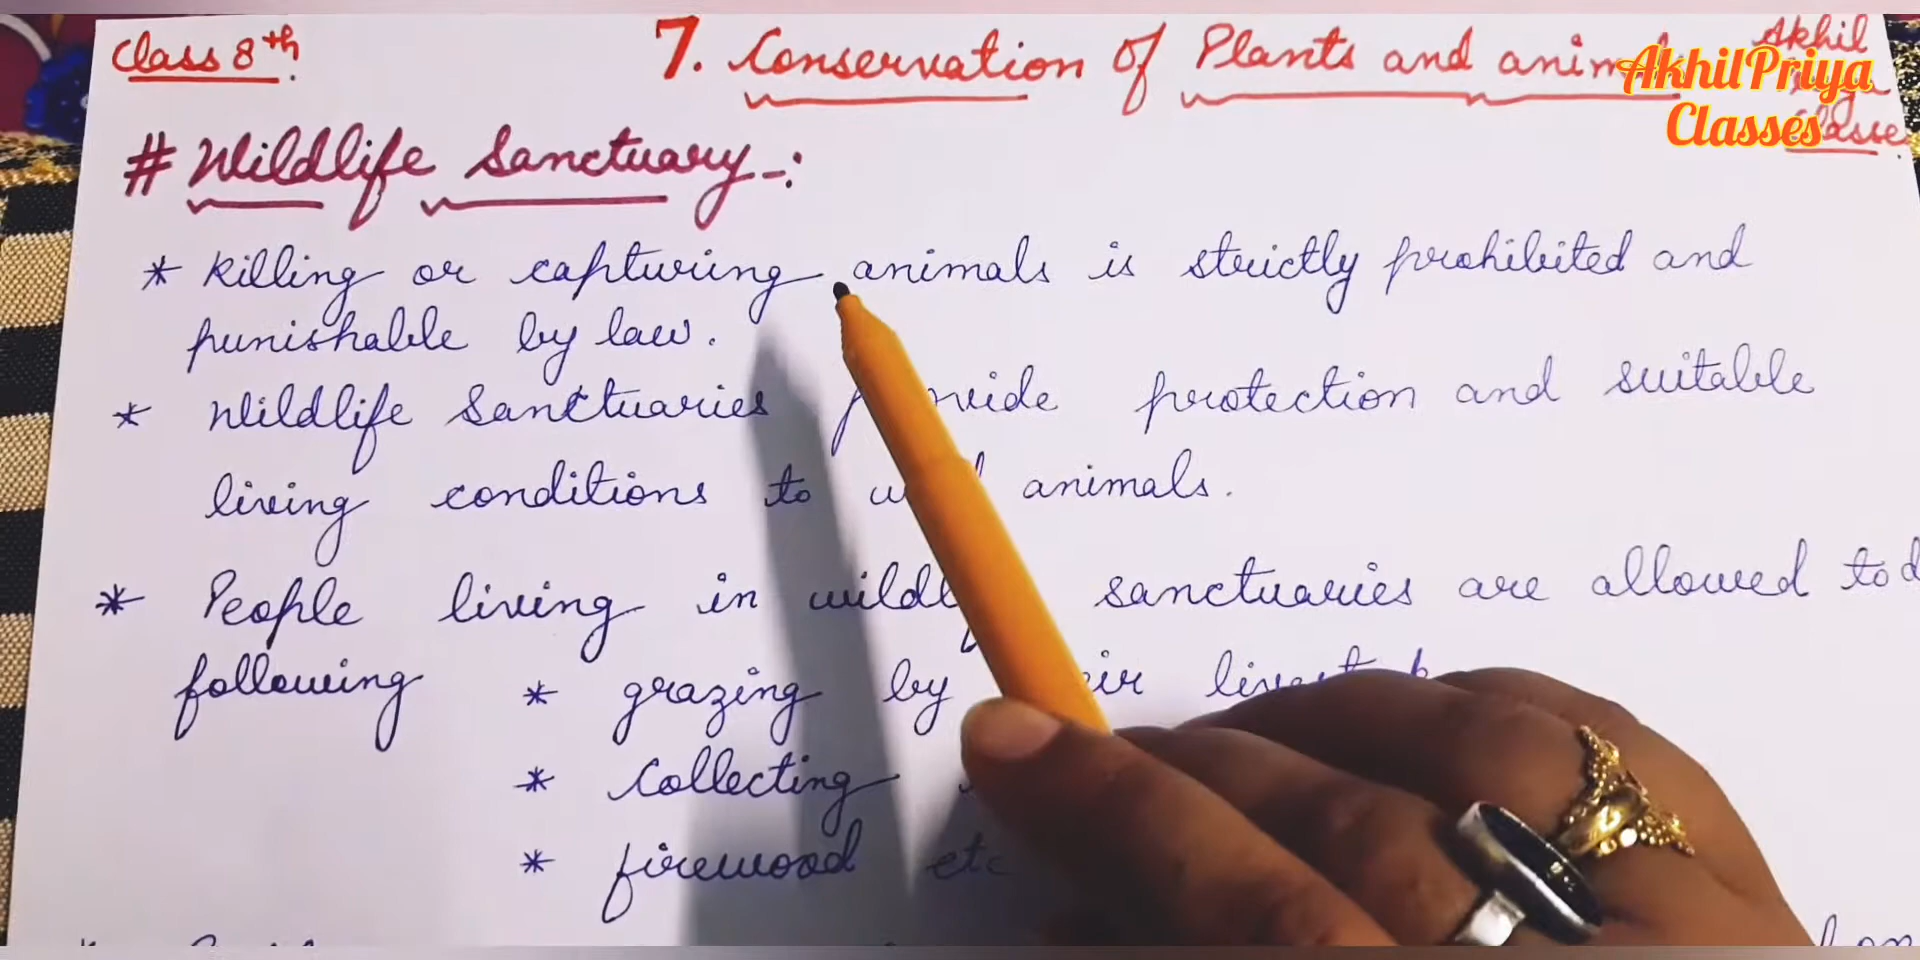 Class 8th
7. Conservation of Plants and
Akhil
AkhilPriya
Classes
# Wildlife Sanctuary -:
* Killing or capturing animals is strictly prohibited and
punishable by law.
* Wildlife Sanctuaries protection and suitable
living conditions to animals.
* People living in sanctuaries are allowed to
following * grazing by
* Collecting
* firewood etc